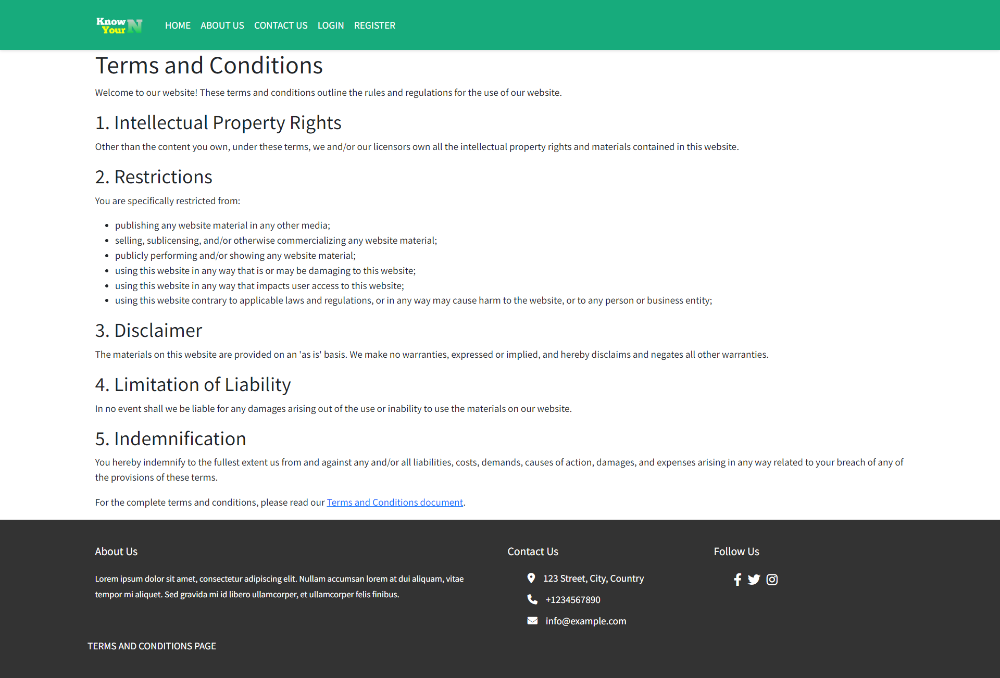 Know
Your N
HOME ABOUT US CONTACT US LOGIN REGISTER
Terms and Conditions
Welcome to our website! These terms and conditions outline the rules and regulations for the use of our website.
1. Intellectual Property Rights
Other than the content you own, under these terms, we and/or our licensors own all the intellectual property rights and materials contained in this website.
2. Restrictions
You are specifically restricted from:
• publishing any website material in any other media;
• selling, sublicensing, and/or otherwise commercializing any website material;
• publicly performing and/or showing any website material;
• using this website in any way that is or may be damaging to this website;
• using this website in any way that impacts user access to this website;
• using this website contrary to applicable laws and regulations, or in any way may cause harm to the website, or to any person or business entity;
3. Disclaimer
The materials on this website are provided on an 'as is' basis. We make no warranties, expressed or implied, and hereby disclaims and negates all other warranties.
4. Limitation of Liability
In no event shall we be liable for any damages arising out of the use or inability to use the materials on our website.
5. Indemnification
You hereby indemnify to the fullest extent us from and against any and/or all liabilities, costs, demands, causes of action, damages, and expenses arising in any way related to your breach of any of
the provisions of these terms.
For the complete terms and conditions, please read our Terms and Conditions document.
About Us
Lorem ipsum dolor sit amet, consectetur adipiscing elit. Nullam accumsan lorem at dui aliquam, vitae
tempor mi aliquet. Sed gravida mi id libero ullamcorper, et ullamcorper felis finibus.
Contact Us
123 Street, City, Country
+1234567890
info@example.com
Follow Us
TERMS AND CONDITIONS PAGE